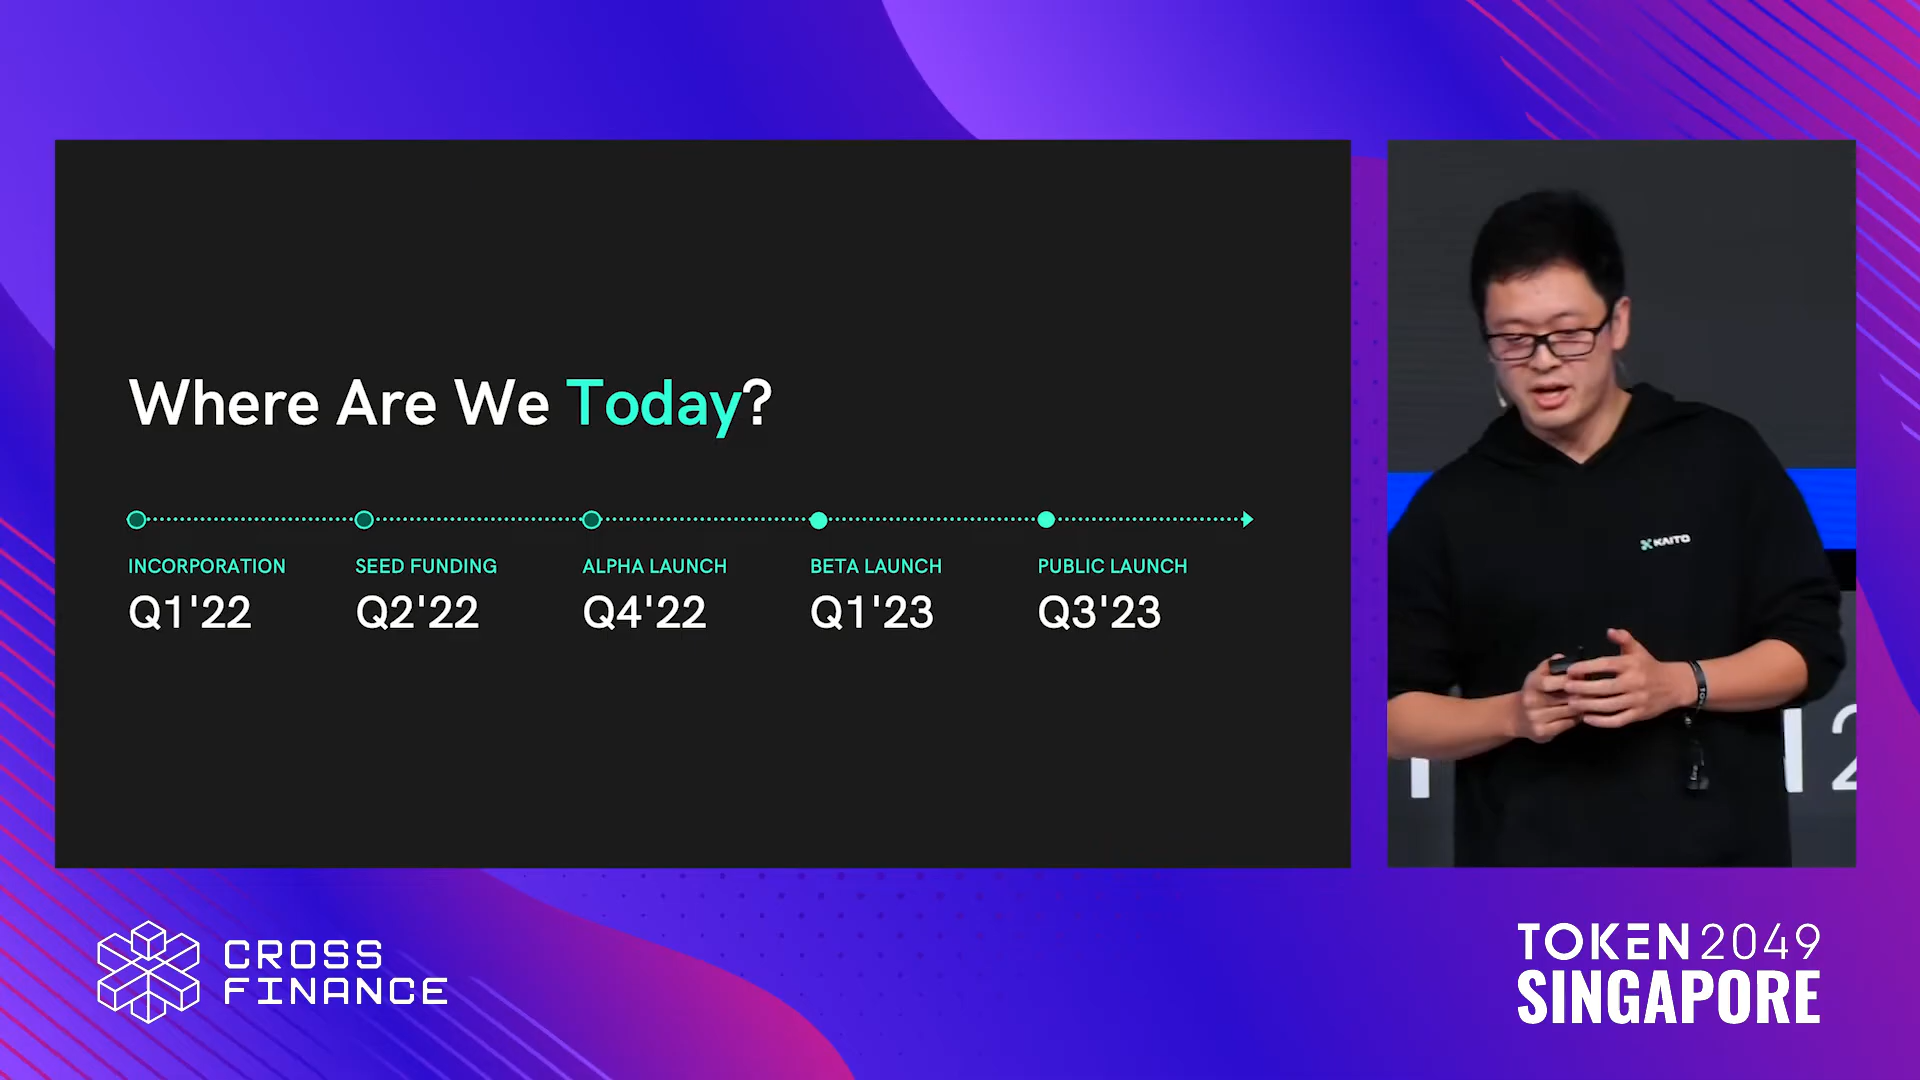 Where Are We Today?
INCORPORATION
Q1'22
SEED FUNDING
Q2'22
ALPHA LAUNCH
Q4'22
BETA LAUNCH
Q1'23
PUBLIC LAUNCH
Q3'23
KAITO
CROSS
FINANCE
TOKEN2049
SINGAPORE